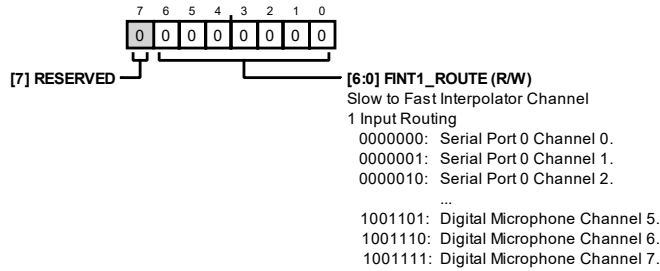 7 6 5 4 3 2 1 0
0 0 0 0 0 0 0 0
[7] RESERVED
[6:0] FINT1_ROUTE (R/W)
Slow to Fast Interpolator Channel
1 Input Routing
0000000: Serial Port 0 Channel 0.
0000001: Serial Port 0 Channel 1.
0000010: Serial Port 0 Channel 2.
...
1001101: Digital Microphone Channel 5.
1001110: Digital Microphone Channel 6.
1001111: Digital Microphone Channel 7.